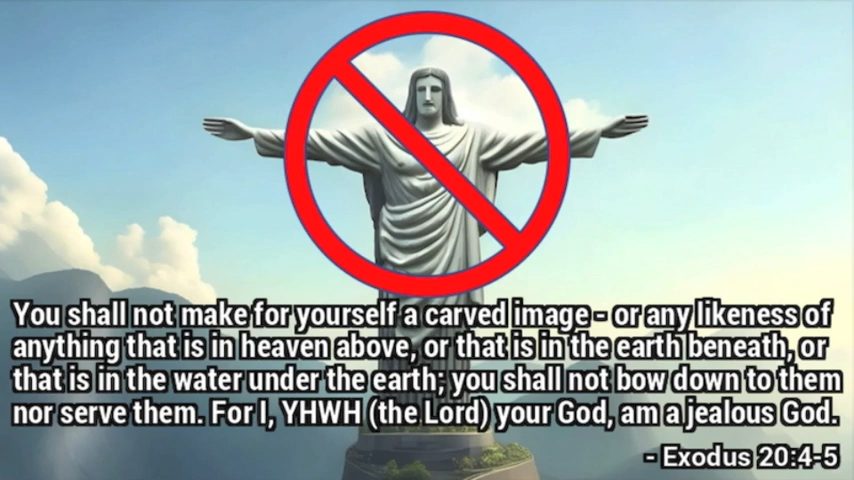 You shall not make for yourself a carved image - or any likeness of
anything that is in heaven above, or that is in the earth beneath, or
that is in the water under the earth; you shall not bow down to them
nor serve them. For I, YHWH (the Lord) your God, am a jealous God.
- Exodus 20:4-5